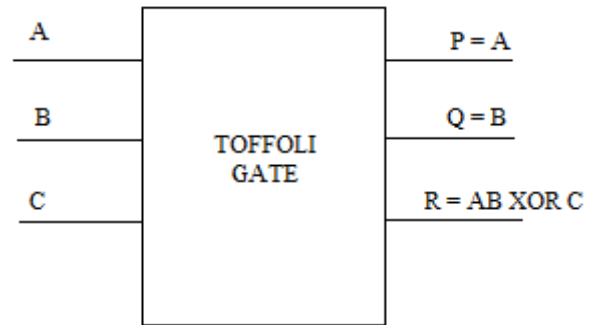 A
P = A
B
Q = B
TOFFOLI
GATE
C
R = AB XOR C